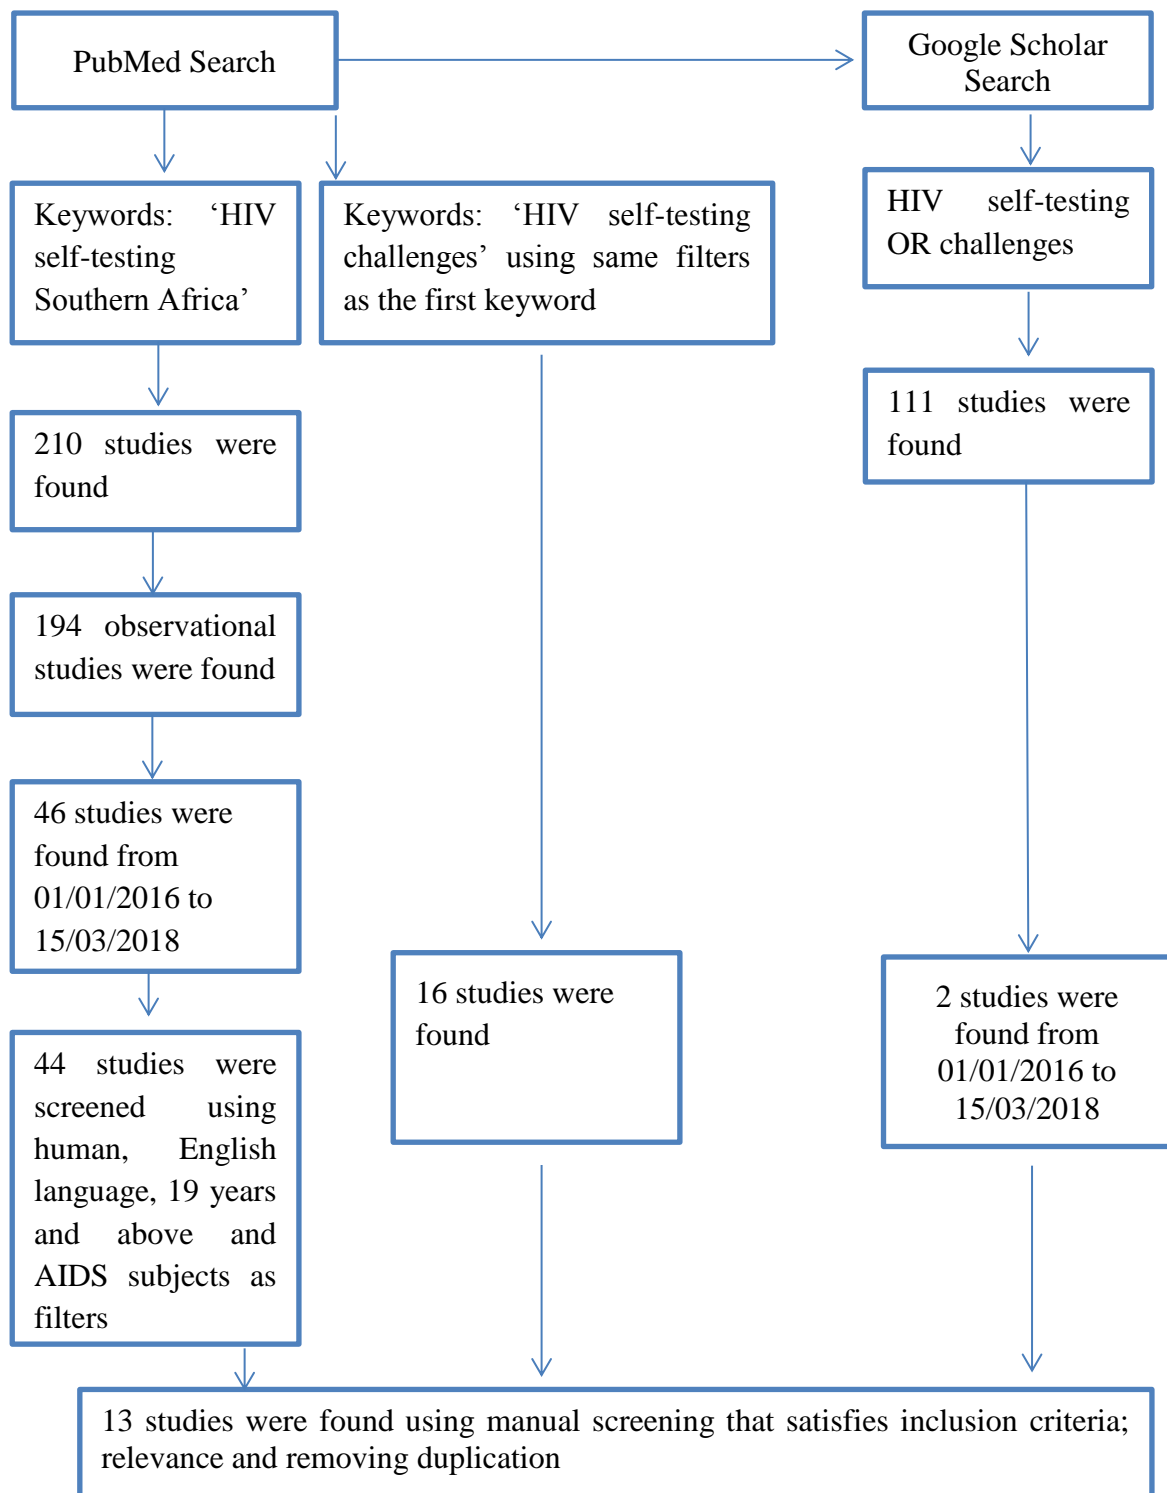 PubMed Search
Google Scholar
Search
Keywords: ‘HIV
self-testing
Southern Africa’
Keywords: ‘HIV self-testing
challenges’ using same filters
as the first keyword
HIV self-testing
OR challenges
210 studies were
found
111 studies were
found
194 observational
studies were found
46 studies were
found from
01/01/2016 to
15/03/2018
16 studies were
found
2 studies were
found from
01/01/2016 to
15/03/2018
44 studies were
screened using
human, English
language, 19 years
and above and
AIDS subjects as
filters
13 studies were found using manual screening that satisfies inclusion criteria;
relevance and removing duplication